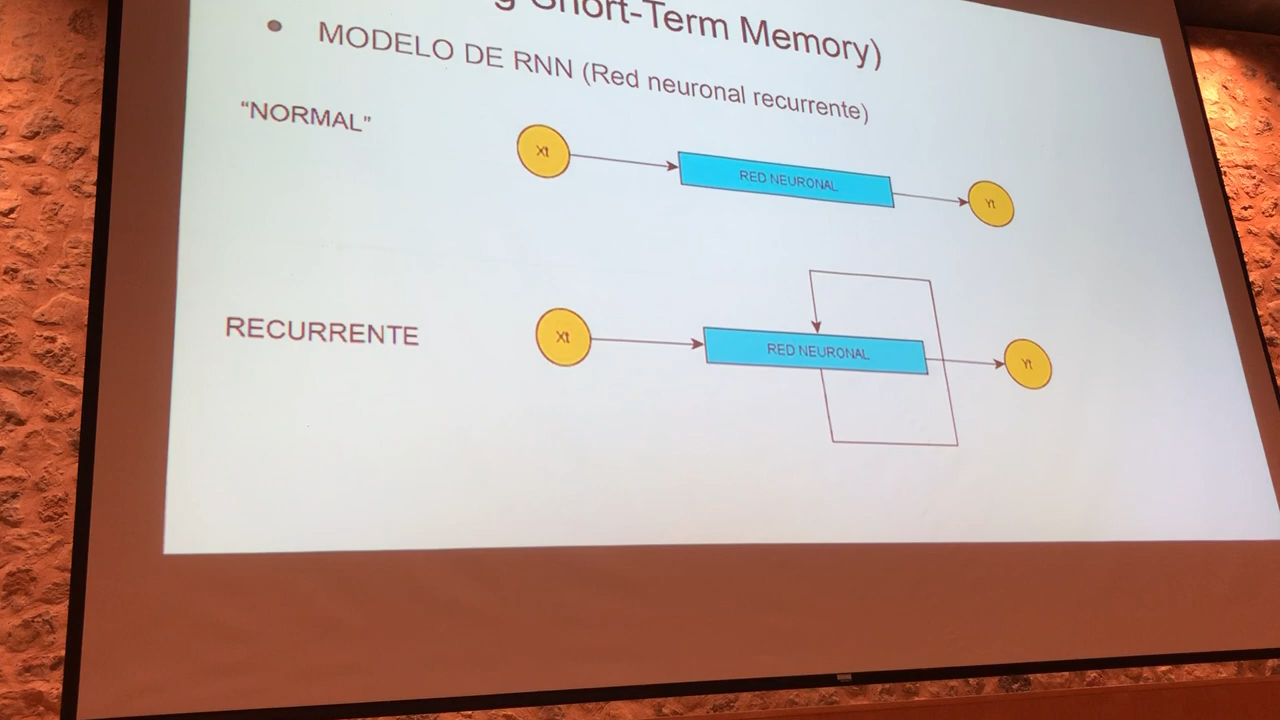 Short-Term Memory)
• MODELO DE RNN (Red neuronal recurrente)
“NORMAL”
Xt
RED NEURONAL
Yt
RECURRENTE
Xt
RED NEURONAL
Yt